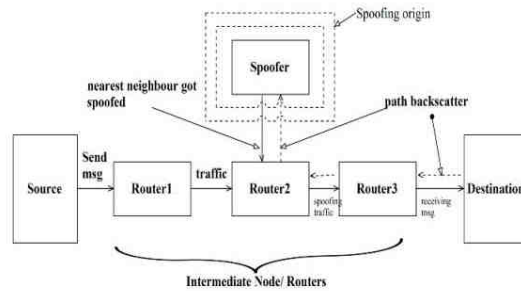 Spoofing origin
Spoofer
nearest neighbour got
spoofed
path backscatter
Send
msg
traffic
Source
Router1
Router2
Router3
Destination
spoofing
traffic
receiving
msg
Intermediate Node/ Routers